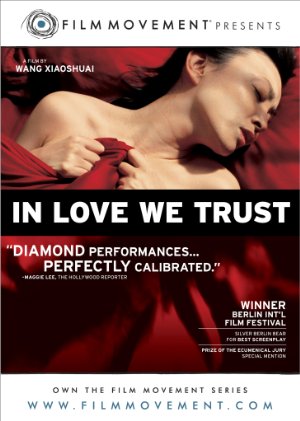 FILM MOVEMENT PRESENTS
A FILM BY
WANG XIAOSHUAI
IN LOVE WE TRUST
"DIAMOND PERFORMANCES...
PERFECTLY CALIBRATED."
-MAGGIE LEE, THE HOLLYWOOD REPORTER
WINNER
BERLIN INT'L
FILM FESTIVAL
SILVER BERLIN BEAR
FOR BEST SCREENPLAY
PRIZE OF THE ECUMENICAL JURY
SPECIAL MENTION
OWN THE FILM MOVEMENT SERIES
WWW.FILMMOVEMENT.COM